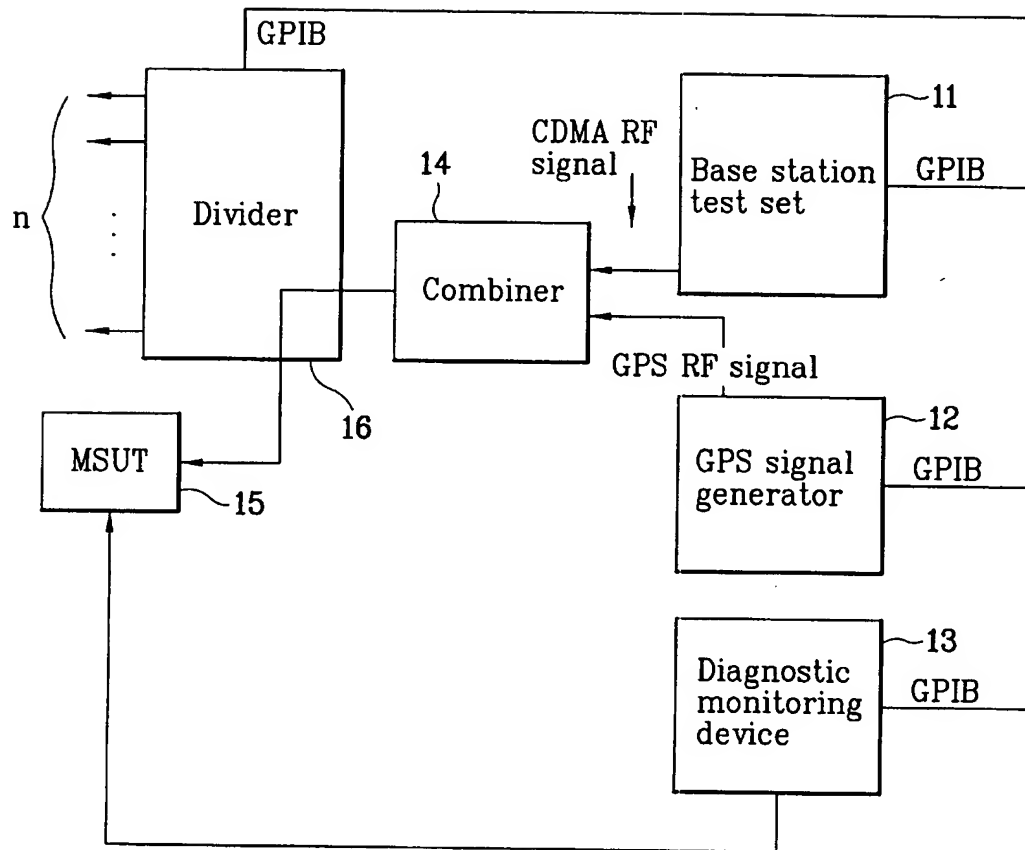 GPIB
11
CDMA RF
signal
Base station
test set
GPIB
14
n
Divider
Combiner
GPS RF signal
16
12
MSUT
GPS signal
generator
GPIB
15
13
Diagnostic
monitoring
device
GPIB